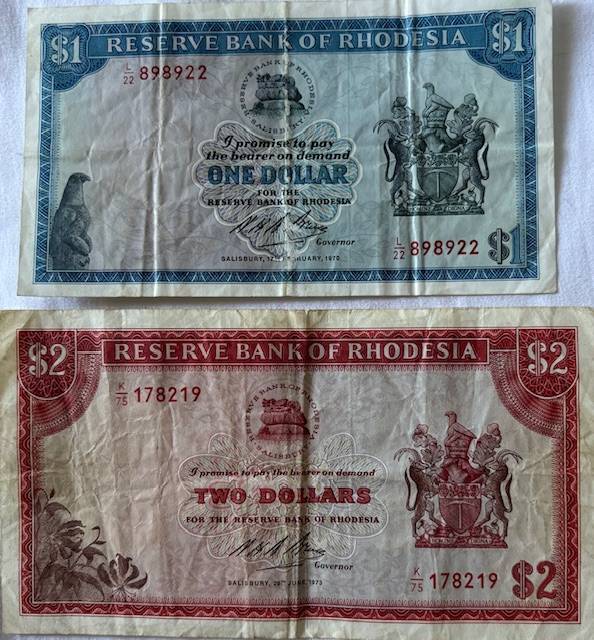 $1 RESERVE BANK OF RHODESIA $1
L/22 898922
RESERVE BANK OF RHODESIA
SALISBURY
I promise to pay
the bearer on demand
ONE DOLLAR
FOR THE
RESERVE BANK OF RHODESIA
Governor
L/22 898922 $1
SALISBURY, FEBRUARY,
$2 RESERVE BANK OF RHODESIA $2
K/75 178219
RESERVE BANK OF RHODESIA
SALISBURY
I promise to pay the bearer on demand
TWO DOLLARS
FOR THE RESERVE BANK OF RHODESIA
Governor
K/75 178219 $2
SALISBURY, JUNE,